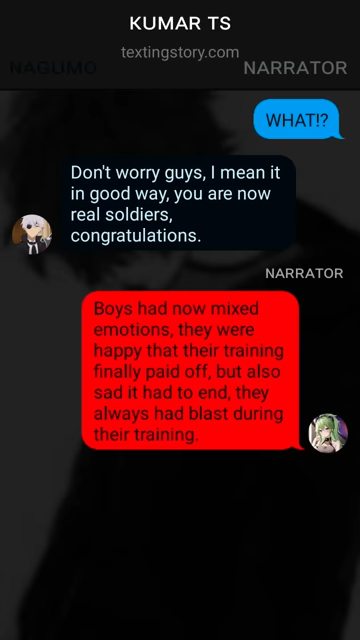 KUMAR TS
textingstory.com
NAGUMO
NARRATOR
WHAT!?
Don't worry guys, I mean it
in good way, you are now
real soldiers,
congratulations.
NARRATOR
Boys had now mixed
emotions, they were
happy that their training
finally paid off, but also
sad it had to end, they
always had blast during
their training.